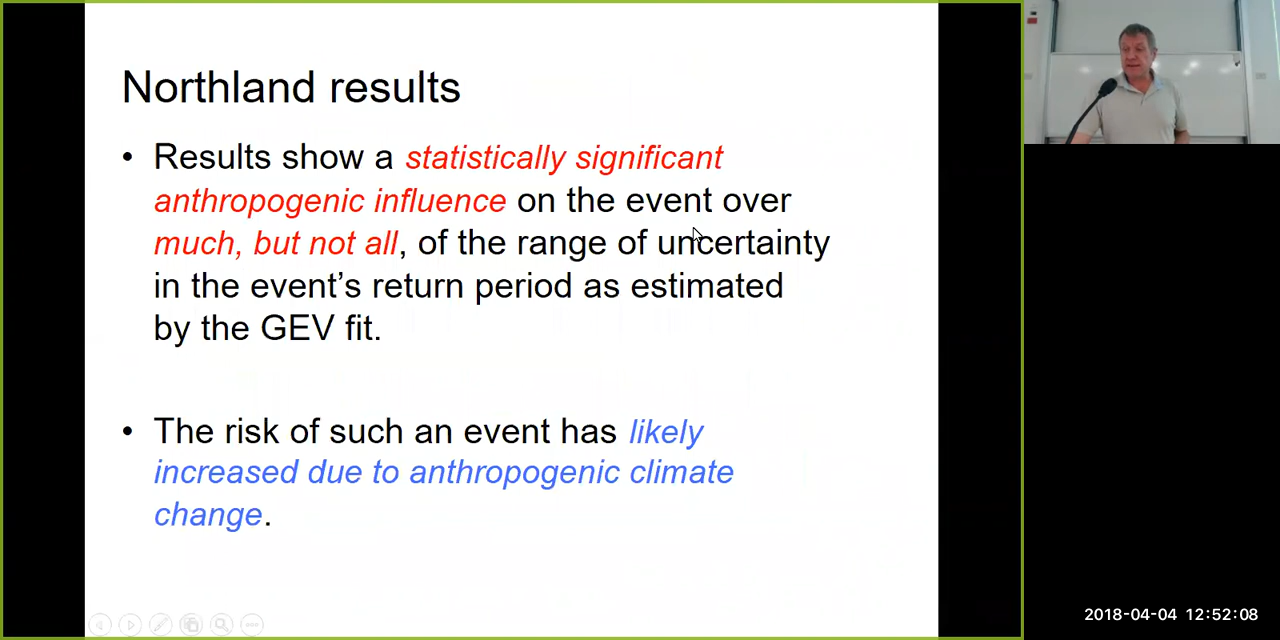 Northland results
• Results show a statistically significant
anthropogenic influence on the event over
much, but not all, of the range of uncertainty
in the event’s return period as estimated
by the GEV fit.
• The risk of such an event has likely
increased due to anthropogenic climate
change.
2018-04-04 12:52:08